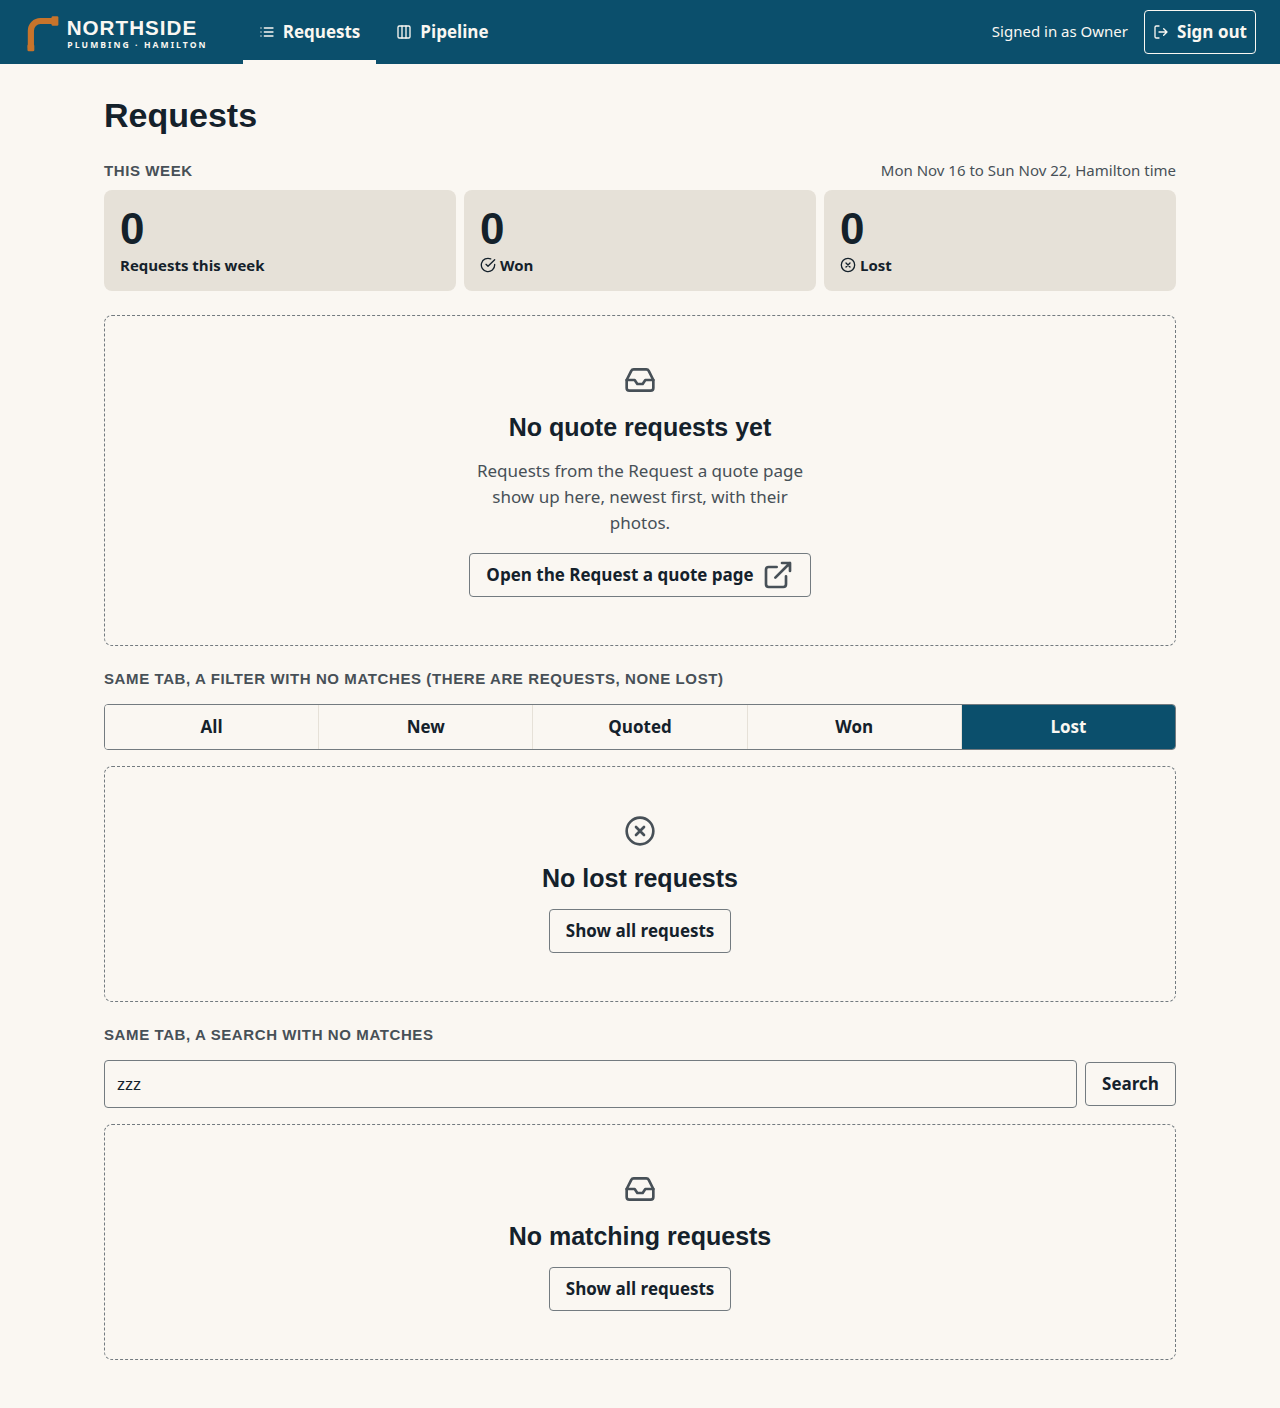 NORTHSIDE
PLUMBING · HAMILTON
Requests
Pipeline
Signed in as Owner
Sign out
Requests
THIS WEEK
Mon Nov 16 to Sun Nov 22, Hamilton time
0
Requests this week
0
Won
0
Lost
No quote requests yet
Requests from the Request a quote page
show up here, newest first, with their
photos.
Open the Request a quote page
SAME TAB, A FILTER WITH NO MATCHES (THERE ARE REQUESTS, NONE LOST)
All
New
Quoted
Won
Lost
No lost requests
Show all requests
SAME TAB, A SEARCH WITH NO MATCHES
zzz
Search
No matching requests
Show all requests